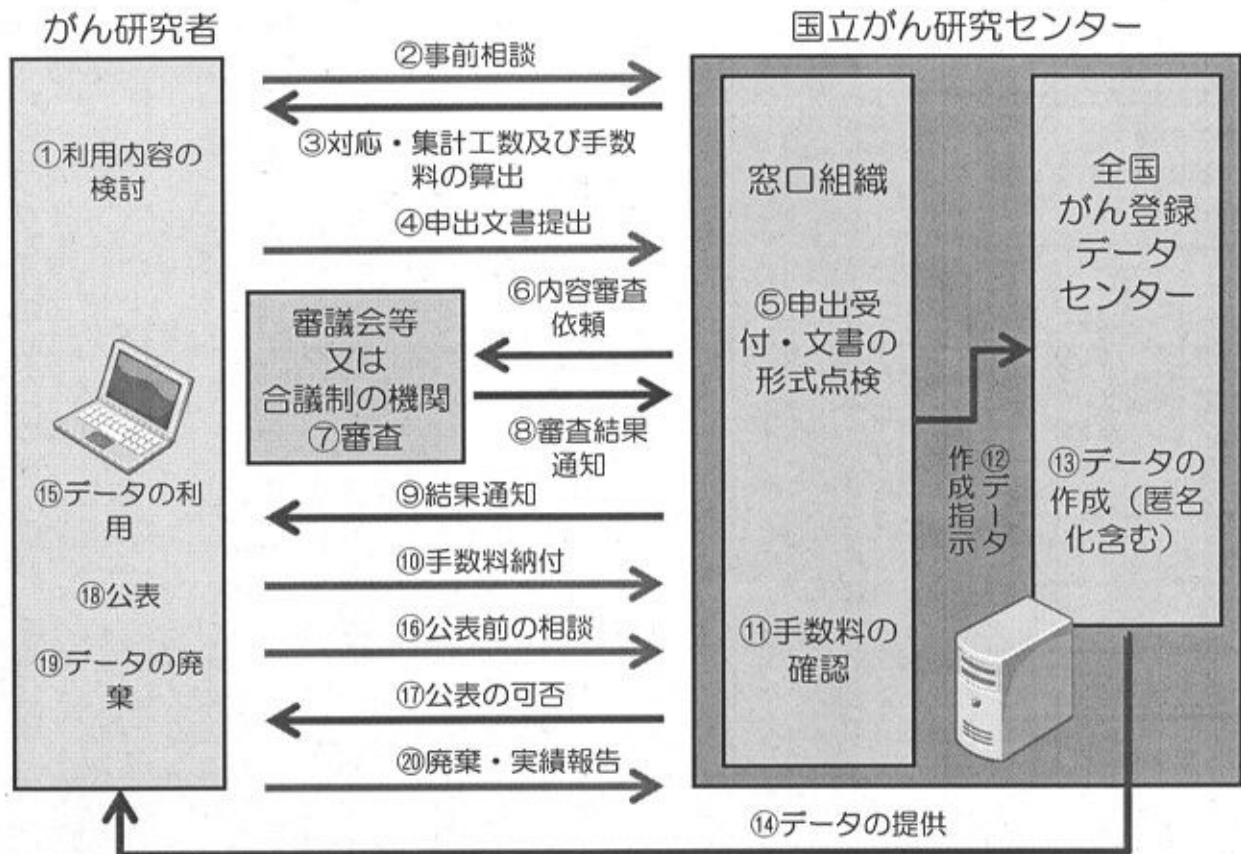 がん研究者
国立がん研究センター
①利用内容の
検討
⑮データの利
用
⑱公表
⑲データの廃
棄
②事前相談
③対応・集計工数及び手数
料の算出
④申出文書提出
⑥内容審査
依頼
審議会等
又は
合議制の機関
⑦審査
⑧審査結果
通知
⑨結果通知
⑩手数料納付
⑯公表前の相談
⑰公表の可否
⑳廃棄・実績報告
窓口組織
⑤申出受
付・文書の
形式点検
⑪手数料の
確認
⑫データ
作成指示
全国
がん登録
データ
センター
⑬データの
作成（匿名
化含む）
⑭データの提供